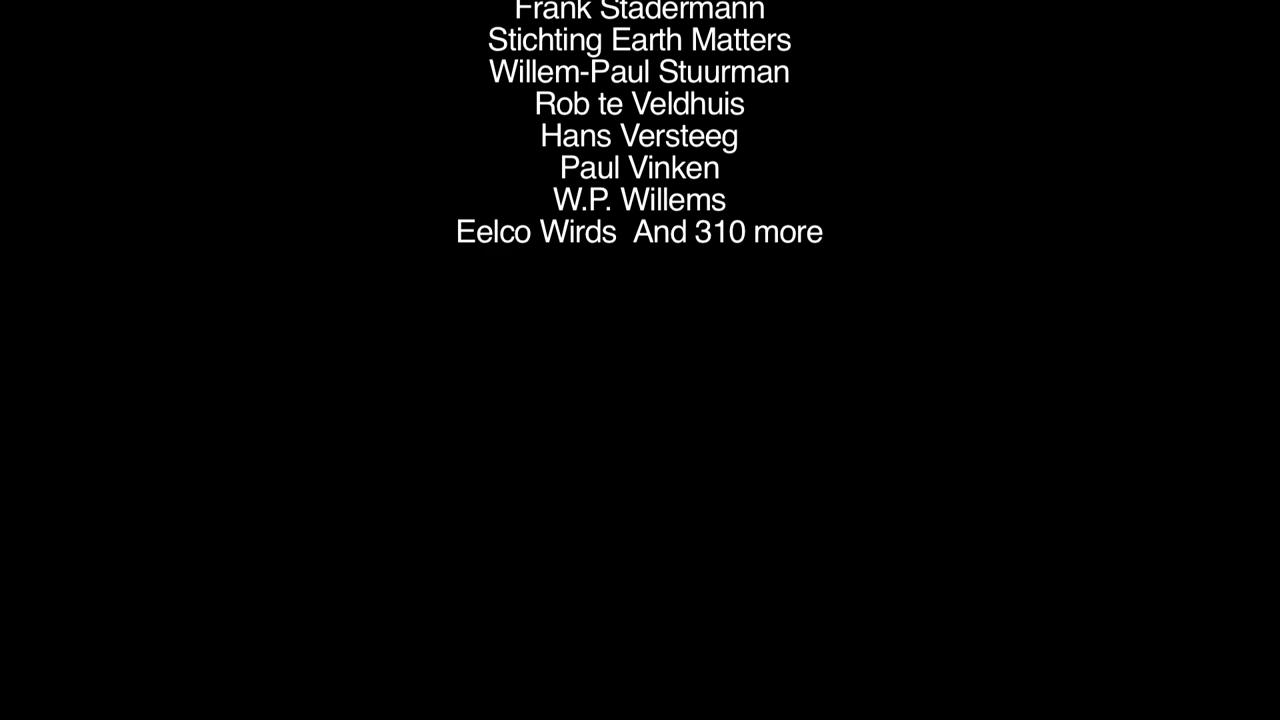 Frank Stadermann
Stichting Earth Matters
Willem-Paul Stuurman
Rob te Veldhuis
Hans Versteeg
Paul Vinken
W.P. Willems
Eelco Wirds  And 310 more